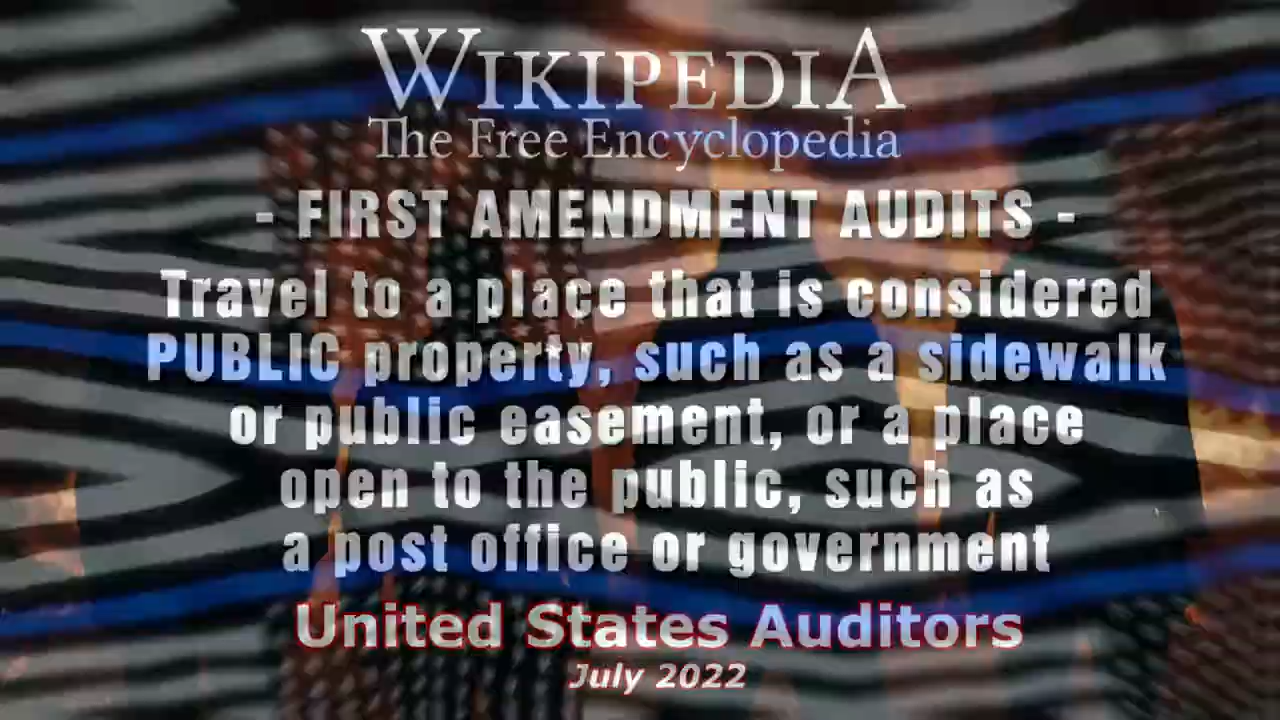 WIKIPEDIA
The Free Encyclopedia
- FIRST AMENDMENT AUDITS -
Travel to a place that is considered
PUBLIC property, such as a sidewalk
or public easement, or a place
open to the public, such as
a post office or government
United States Auditors
July 2022